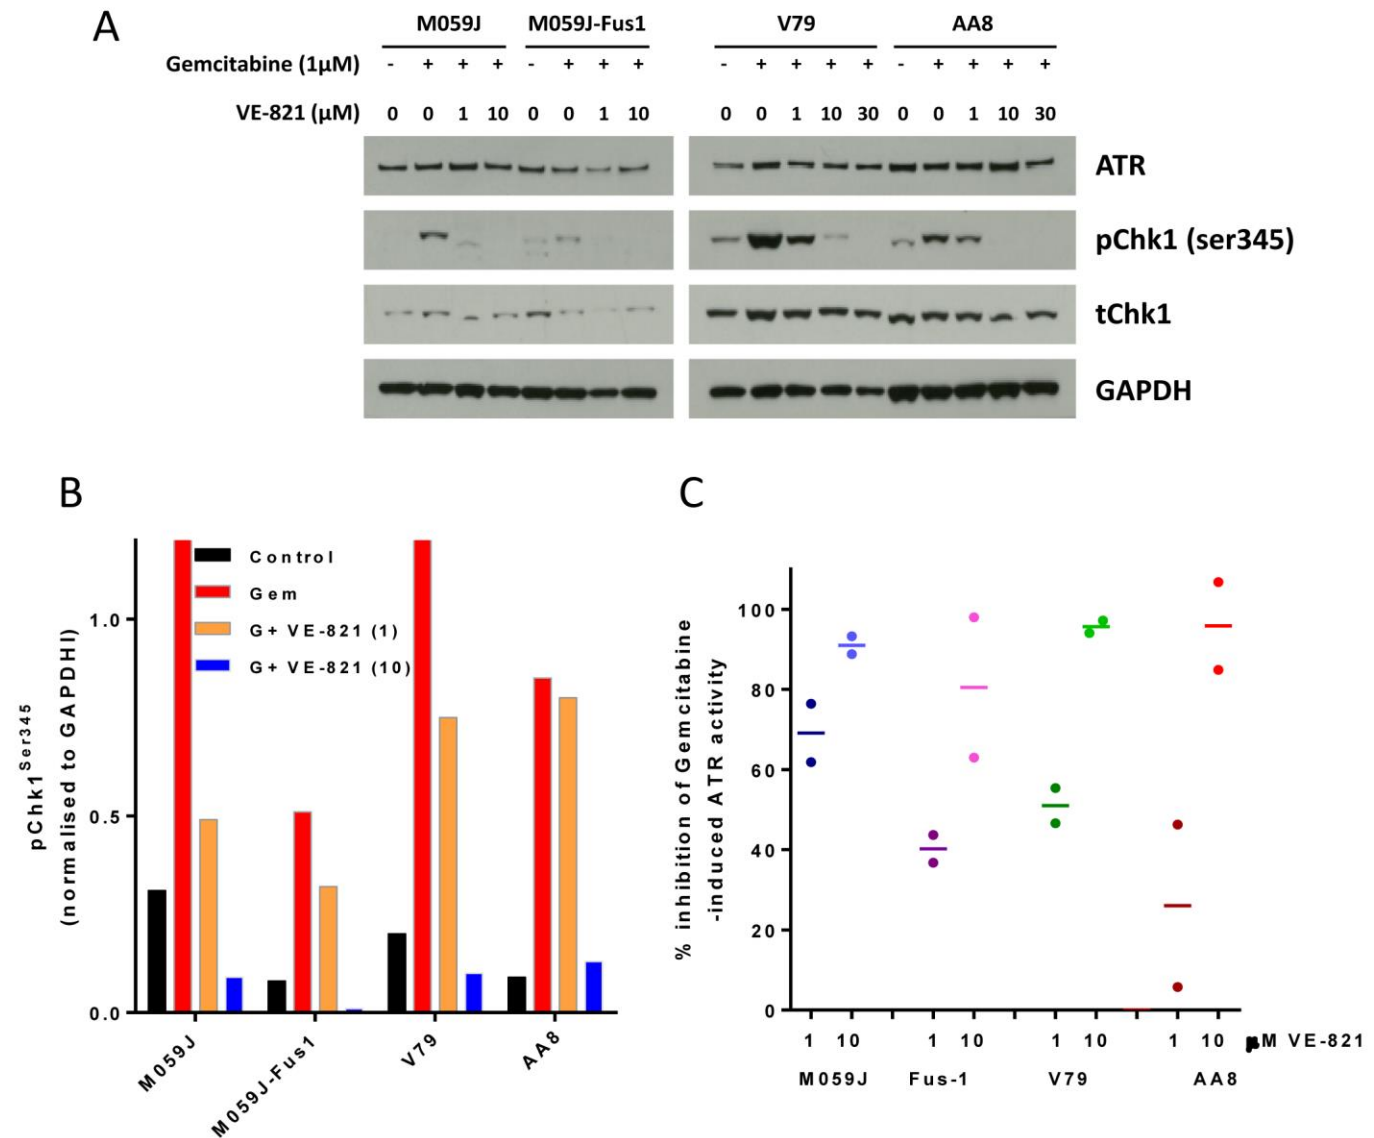 A
M059J M059J-Fus1 V79 AA8
Gemcitabine (1µM) - + + + - + + + - + + + + - + + + +
VE-821 (µM) 0 0 1 10 0 0 1 10 0 0 1 10 30 0 0 1 10 30
ATR
pChk1 (ser345)
tChk1
GAPDH
B
pChk1Ser345
(normalised to GAPDHI)
1.0
0.5
0.0
Control
Gem
G+ VE-821 (1)
G+ VE-821 (10)
M059J
M059J-Fus1
V79
AA8
C
% inhibition of Gemcitabine
-induced ATR activity
100
80
60
40
20
0
1 10 1 10 1 10 1 10 µM VE-821
M059J Fus-1 V79 AA8